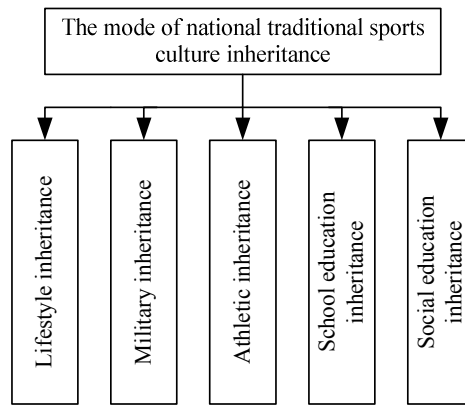 The mode of national traditional sports
culture inheritance
Lifestyle inheritance
Military inheritance
Athletic inheritance
School education
inheritance
Social education
inheritance